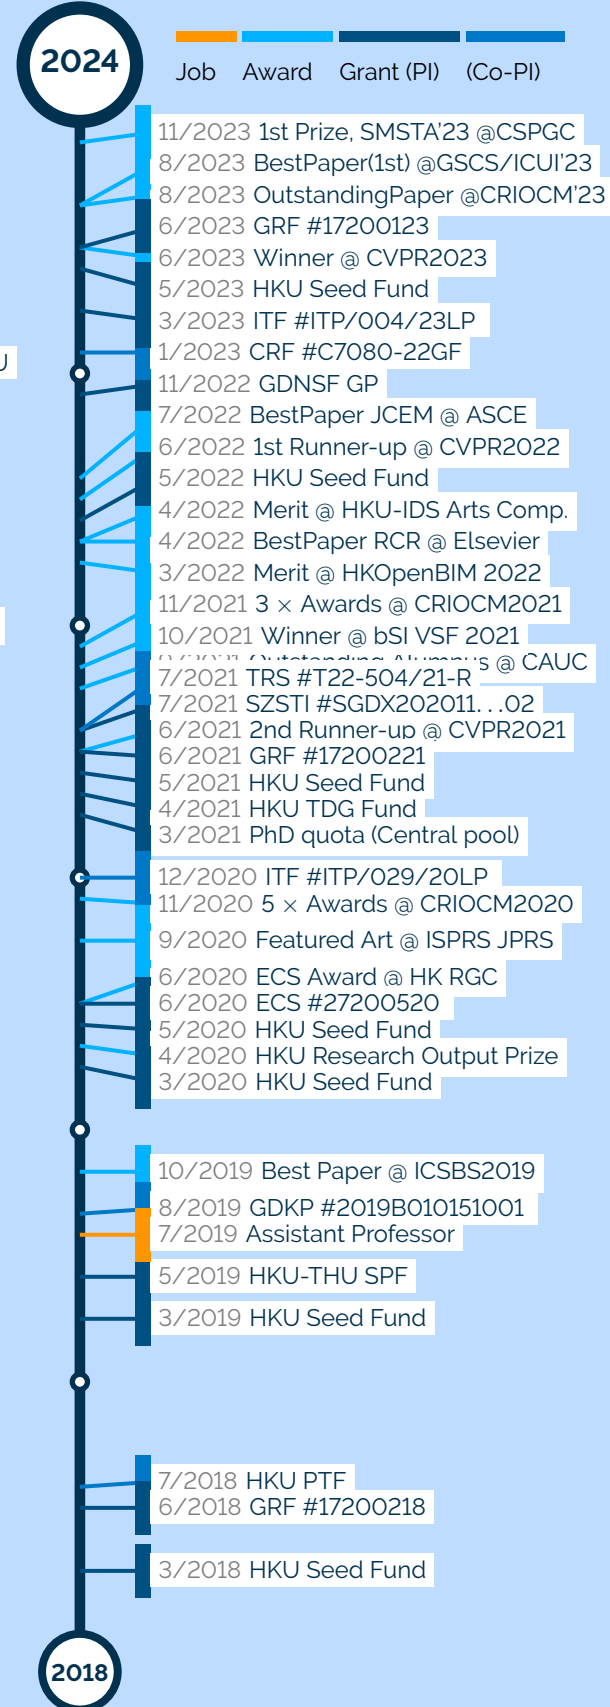 2024
Job Award Grant (PI) (Co-PI)
11/2023 1st Prize, SMSTA'23 @CSPGC
8/2023 BestPaper(1st) @GSCS/ICUI'23
8/2023 OutstandingPaper @CRIOCM'23
6/2023 GRF #17200123
6/2023 Winner @ CVPR2023
5/2023 HKU Seed Fund
3/2023 ITF #ITP/004/23LP
1/2023 CRF #C7080-22GF
U
11/2022 GDNSF GP
7/2022 BestPaper JCEM @ ASCE
6/2022 1st Runner-up @ CVPR2022
5/2022 HKU Seed Fund
4/2022 Merit @ HKU-IDS Arts Comp.
4/2022 BestPaper RCR @ Elsevier
3/2022 Merit @ HKOpenBIM 2022
11/2021 3 × Awards @ CRIOCM2021
10/2021 Winner @ bSI VSF 2021
9/2021 Outstanding Alumnus @ CAUC
7/2021 TRS #T22-504/21-R
7/2021 SZSTI #SGDX202011. . .02
6/2021 2nd Runner-up @ CVPR2021
6/2021 GRF #17200221
5/2021 HKU Seed Fund
4/2021 HKU TDG Fund
3/2021 PhD quota (Central pool)
12/2020 ITF #ITP/029/20LP
11/2020 5 × Awards @ CRIOCM2020
9/2020 Featured Art @ ISPRS JPRS
6/2020 ECS Award @ HK RGC
6/2020 ECS #27200520
5/2020 HKU Seed Fund
4/2020 HKU Research Output Prize
3/2020 HKU Seed Fund
10/2019 Best Paper @ ICSBS2019
8/2019 GDKP #2019B010151001
7/2019 Assistant Professor
5/2019 HKU-THU SPF
3/2019 HKU Seed Fund
7/2018 HKU PTF
6/2018 GRF #17200218
3/2018 HKU Seed Fund
2018